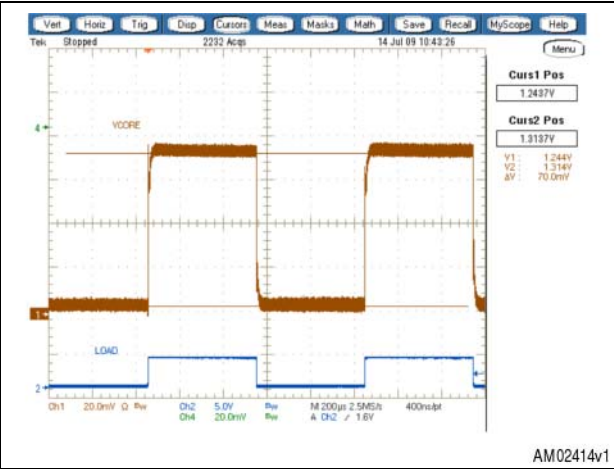 Vert Horiz Trig Disp Cursors Meas Masks Math Save Recall MyScope Help
Tek Stopped 2232 Acqs 14 Jul 09 10:43:26 Menu
Curs1 Pos
1.2437V
Curs2 Pos
1.3137V
V1: 1.244V
V2: 1.314V
ΔV: 70.0mV
4
VCORE
1
LOAD
2
Ch1 20.0mV Ω Bw Ch2 5.0V Bw M 200µs 2.5MS/s 400ns/pt
Ch4 20.0mV Bw A Ch2 / 1.6V
AM02414v1